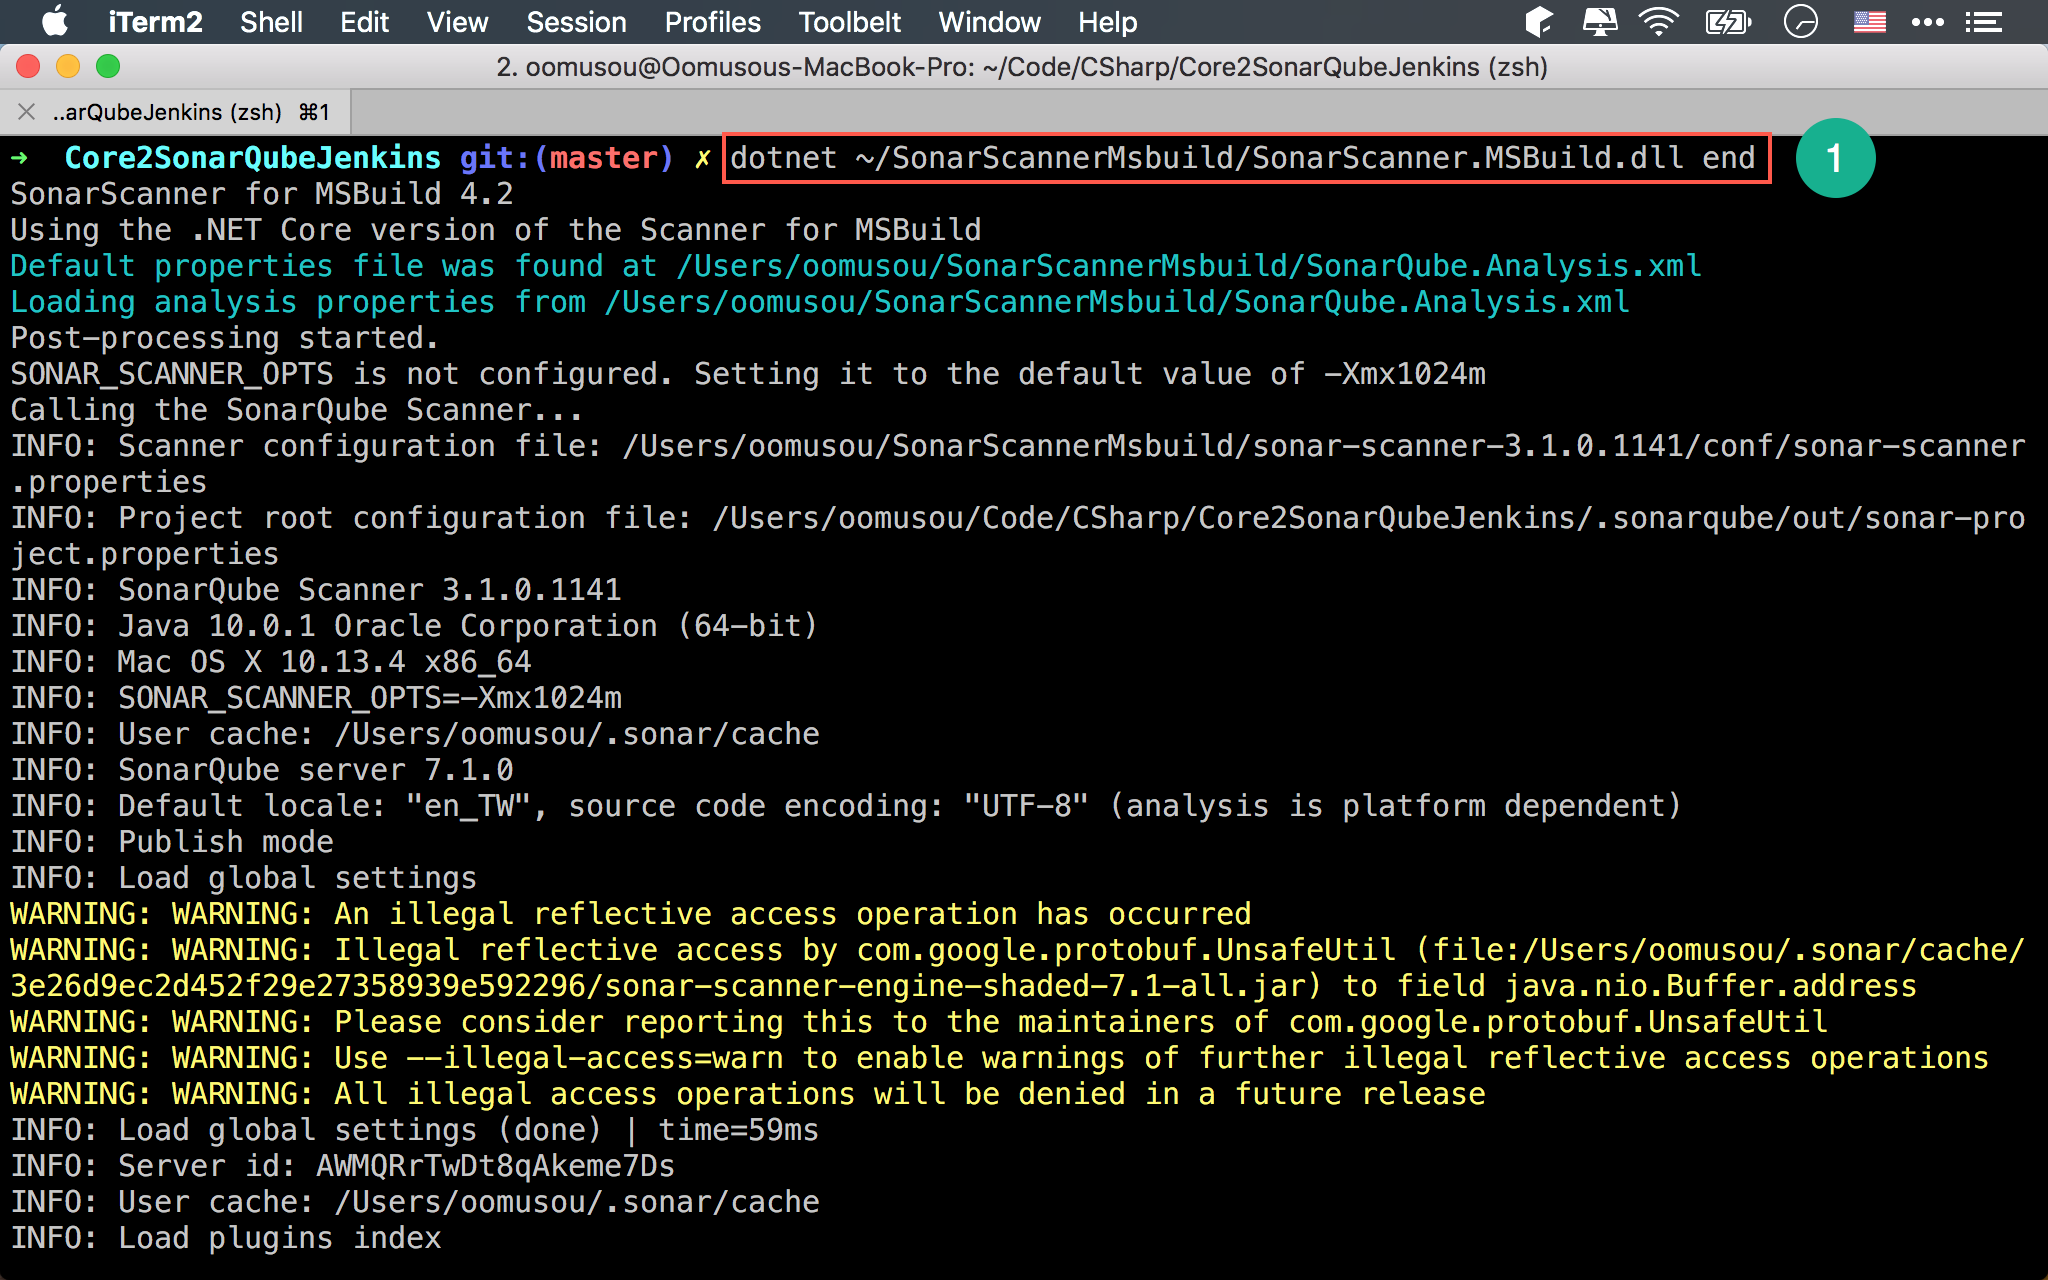 iTerm2 Shell Edit View Session Profiles Toolbelt Window Help
2. oomusou@Oomusous-MacBook-Pro: ~/Code/CSharp/Core2SonarQubeJenkins (zsh)
..arQubeJenkins (zsh) ⌘1
→ Core2SonarQubeJenkins git:(master) ✗ dotnet ~/SonarScannerMsbuild/SonarScanner.MSBuild.dll end 1
SonarScanner for MSBuild 4.2
Using the .NET Core version of the Scanner for MSBuild
Default properties file was found at /Users/oomusou/SonarScannerMsbuild/SonarQube.Analysis.xml
Loading analysis properties from /Users/oomusou/SonarScannerMsbuild/SonarQube.Analysis.xml
Post-processing started.
SONAR_SCANNER_OPTS is not configured. Setting it to the default value of -Xmx1024m
Calling the SonarQube Scanner...
INFO: Scanner configuration file: /Users/oomusou/SonarScannerMsbuild/sonar-scanner-3.1.0.1141/conf/sonar-scanner
.properties
INFO: Project root configuration file: /Users/oomusou/Code/CSharp/Core2SonarQubeJenkins/.sonarqube/out/sonar-pro
ject.properties
INFO: SonarQube Scanner 3.1.0.1141
INFO: Java 10.0.1 Oracle Corporation (64-bit)
INFO: Mac OS X 10.13.4 x86_64
INFO: SONAR_SCANNER_OPTS=-Xmx1024m
INFO: User cache: /Users/oomusou/.sonar/cache
INFO: SonarQube server 7.1.0
INFO: Default locale: "en_TW", source code encoding: "UTF-8" (analysis is platform dependent)
INFO: Publish mode
INFO: Load global settings
WARNING: WARNING: An illegal reflective access operation has occurred
WARNING: WARNING: Illegal reflective access by com.google.protobuf.UnsafeUtil (file:/Users/oomusou/.sonar/cache/
3e26d9ec2d452f29e27358939e592296/sonar-scanner-engine-shaded-7.1-all.jar) to field java.nio.Buffer.address
WARNING: WARNING: Please consider reporting this to the maintainers of com.google.protobuf.UnsafeUtil
WARNING: WARNING: Use --illegal-access=warn to enable warnings of further illegal reflective access operations
WARNING: WARNING: All illegal access operations will be denied in a future release
INFO: Load global settings (done) | time=59ms
INFO: Server id: AWMQRrTwDt8qAkeme7Ds
INFO: User cache: /Users/oomusou/.sonar/cache
INFO: Load plugins index